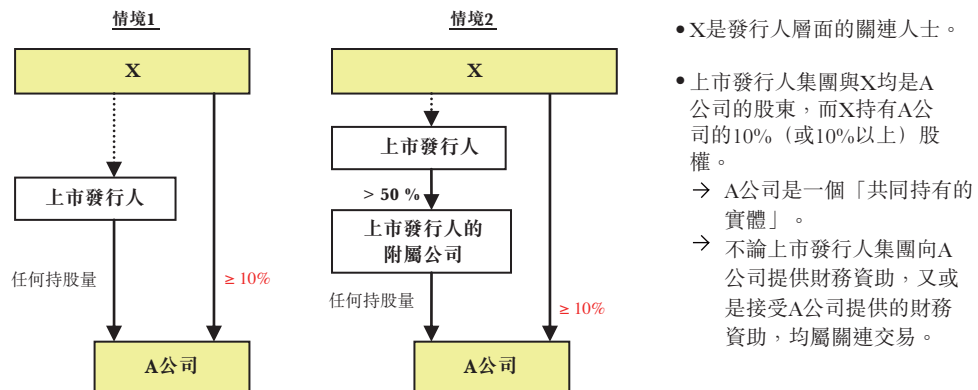 情境1
X
上市發行人
任何持股量
≥ 10%
A公司
情境2
X
上市發行人
> 50 %
上市發行人的
附屬公司
任何持股量
≥ 10%
A公司
• X是發行人層面的關連人士。
• 上市發行人集團與X均是A
公司的股東，而X持有A公
司的10%（或10%以上）股
權。
→ A公司是一個「共同持有的
實體」。
→ 不論上市發行人集團向A
公司提供財務資助，又或
是接受A公司提供的財務
資助，均屬關連交易。